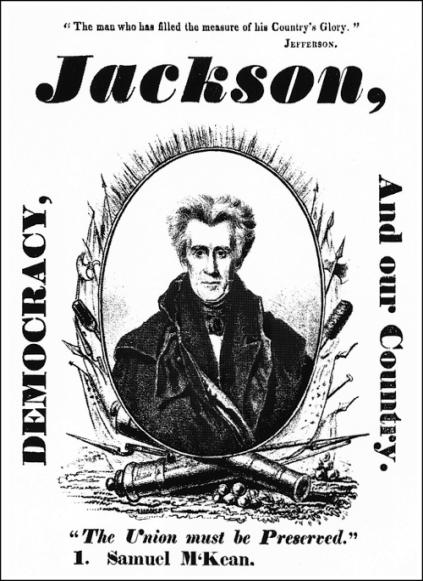 “ The man who has filled the measure of his Country's Glory. ”
JEFFERSON.
Jackson,
DEMOCRACY,
And our Country.
“The Union must be Preserved.”
1. Samuel M‘Kean.